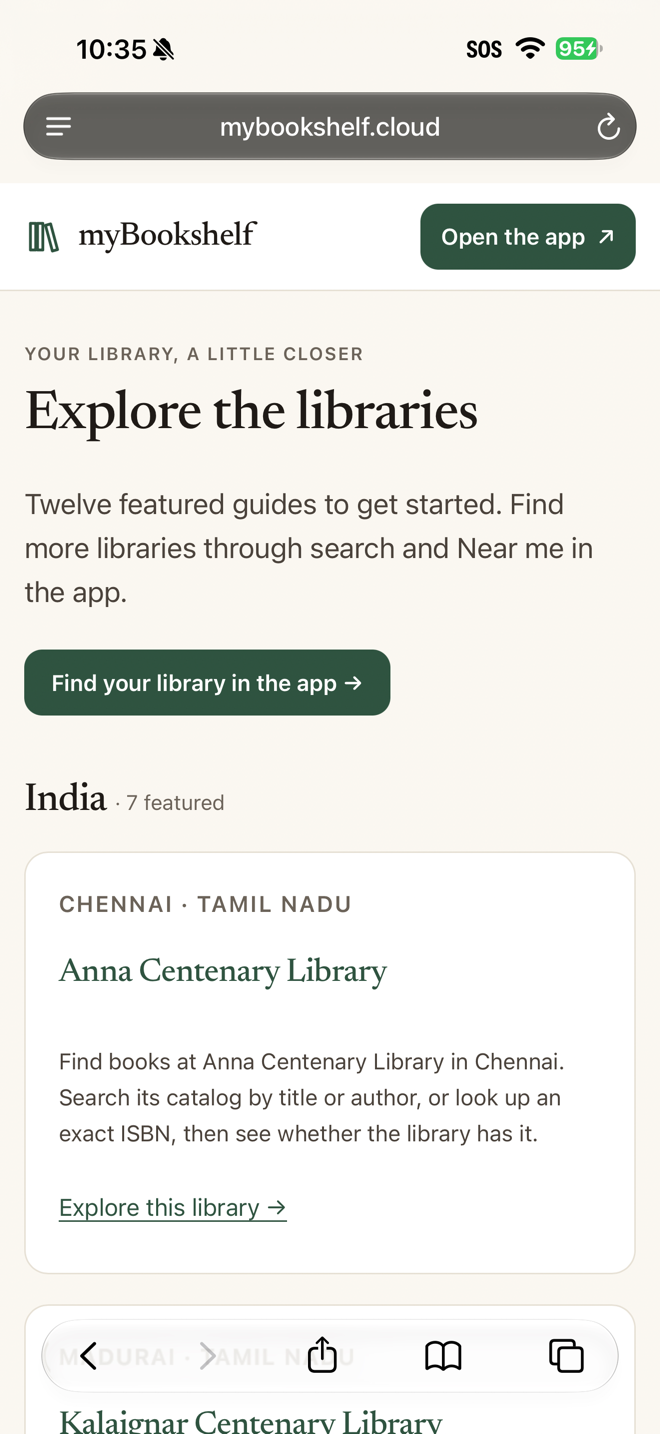 10:35
SOS
95
mybookshelf.cloud
myBookshelf
Open the app ↗
YOUR LIBRARY, A LITTLE CLOSER
Explore the libraries
Twelve featured guides to get started. Find
more libraries through search and Near me in
the app.
Find your library in the app →
India · 7 featured
CHENNAI · TAMIL NADU
Anna Centenary Library
Find books at Anna Centenary Library in Chennai.
Search its catalog by title or author, or look up an
exact ISBN, then see whether the library has it.
Explore this library →
MADURAI · TAMIL NADU
Kalaignar Centenary Library